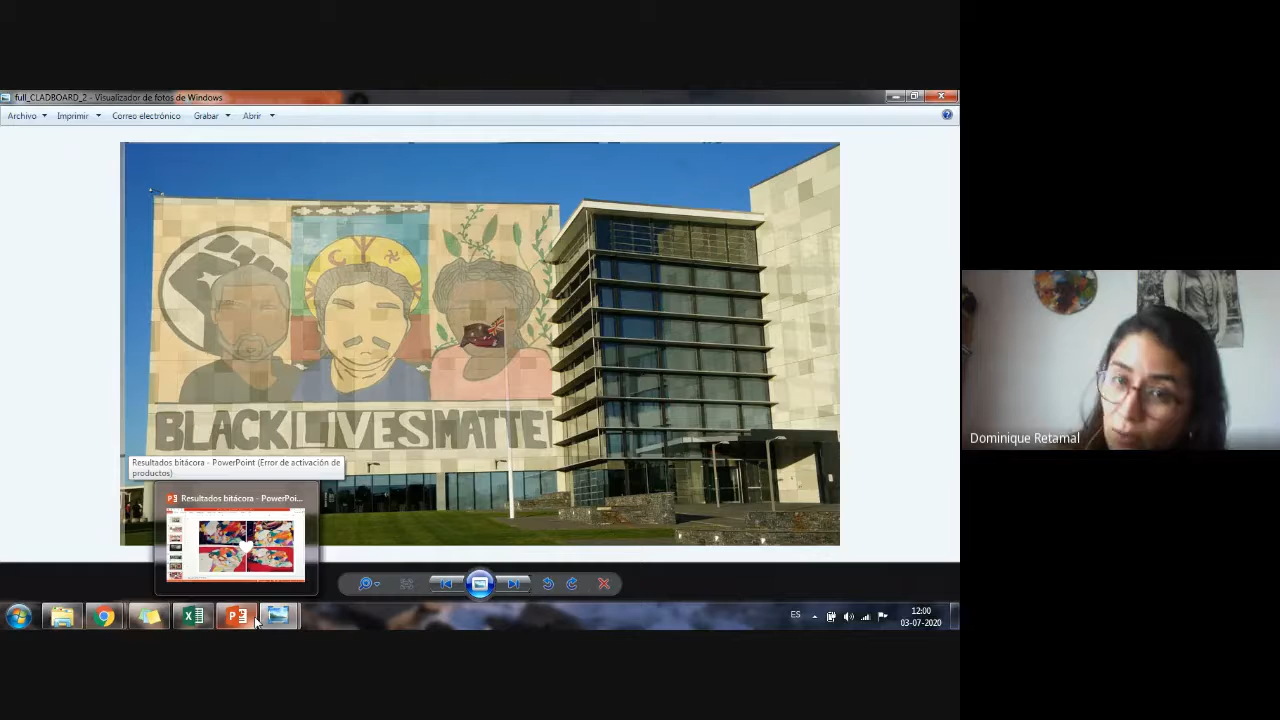 full_CLADBOARD_2 - Visualizador de fotos de Windows
Archivo Imprimir Correo electrónico Grabar Abrir
BLACK LIVES MATTE
Resultados bitácora - PowerPoint (Error de activación de
productos)
Resultados bitácora - PowerPoi...
ES
12:00
03-07-2020
Dominique Retamal